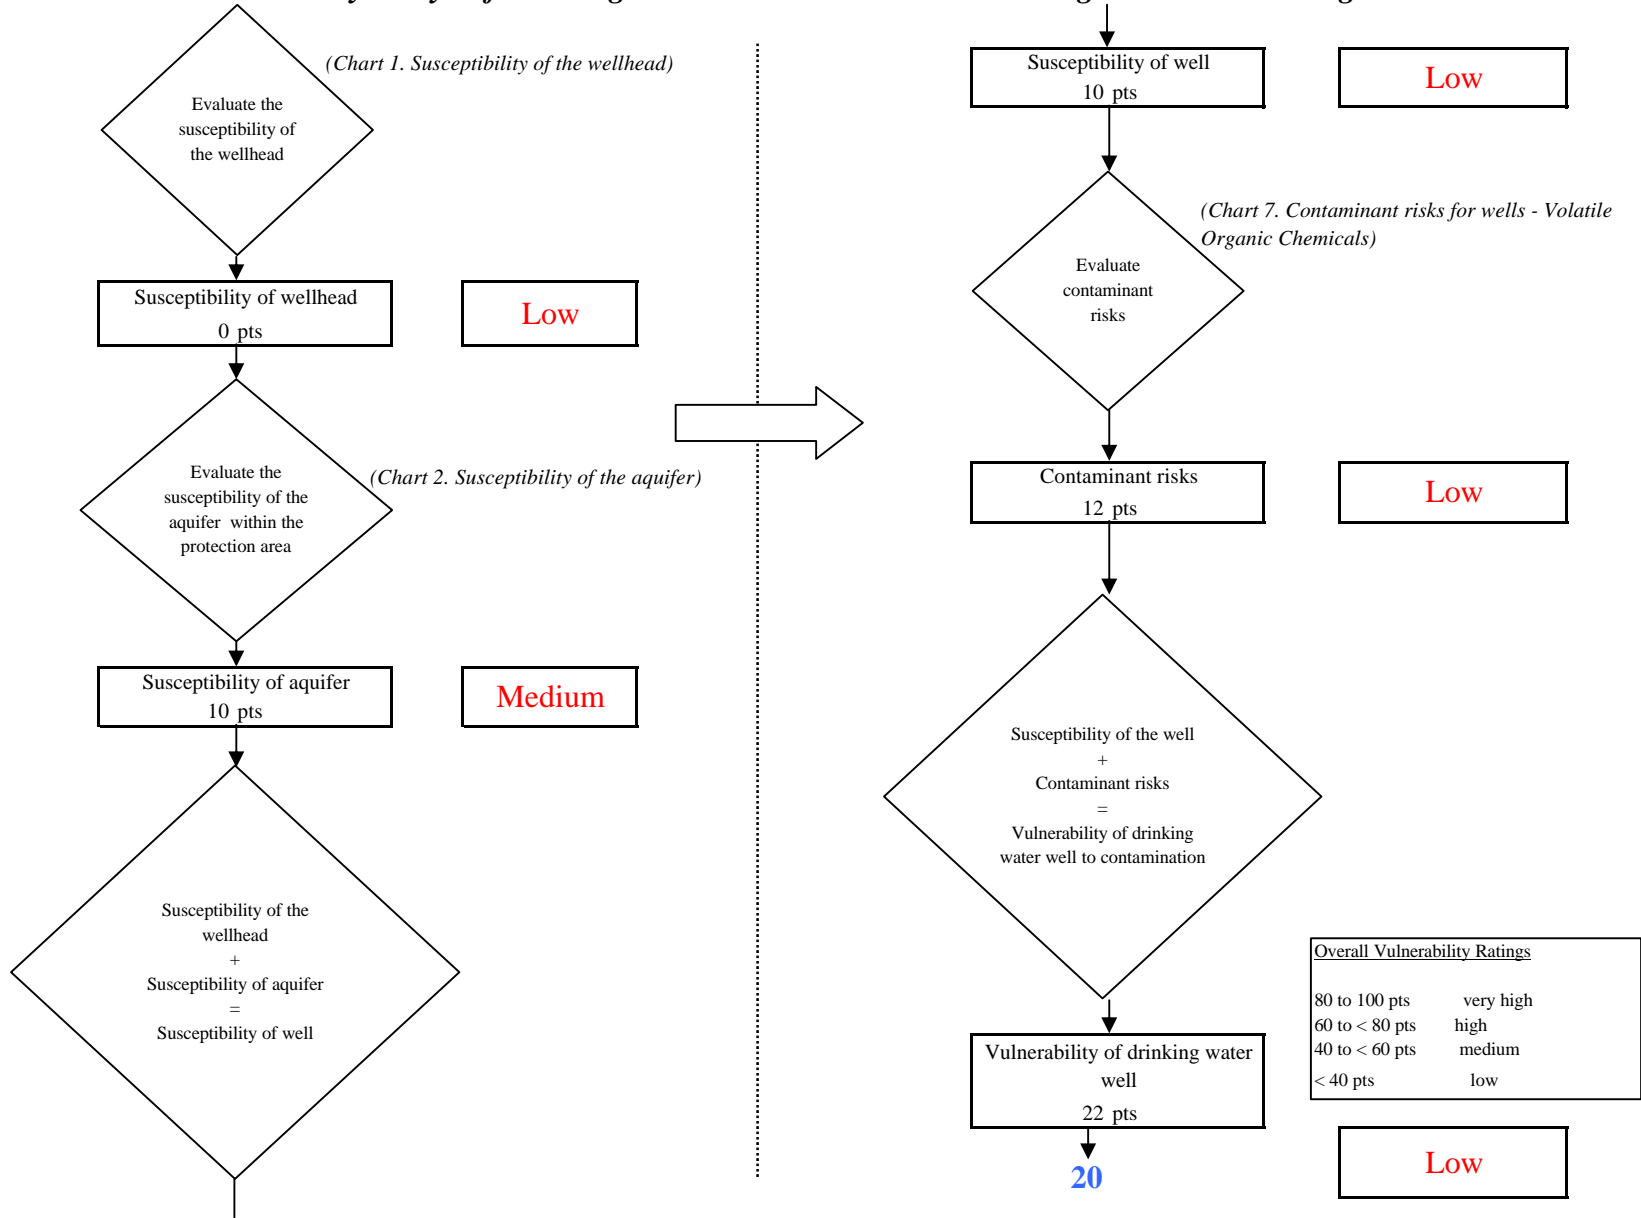 (Chart 1. Susceptibility of the wellhead)
Evaluate the
susceptibility of
the wellhead
Susceptibility of wellhead
0 pts
Low
Evaluate the
susceptibility of the
aquifer within the
protection area
(Chart 2. Susceptibility of the aquifer)
Susceptibility of aquifer
10 pts
Medium
Susceptibility of the
wellhead
+
Susceptibility of aquifer
=
Susceptibility of well
Susceptibility of well
10 pts
Low
(Chart 7. Contaminant risks for wells - Volatile
Organic Chemicals)
Evaluate
contaminant
risks
Contaminant risks
12 pts
Low
Susceptibility of the well
+
Contaminant risks
=
Vulnerability of drinking
water well to contamination
Overall Vulnerability Ratings
80 to 100 pts very high
60 to < 80 pts high
40 to < 60 pts medium
< 40 pts low
Vulnerability of drinking water
well
22 pts
20
Low